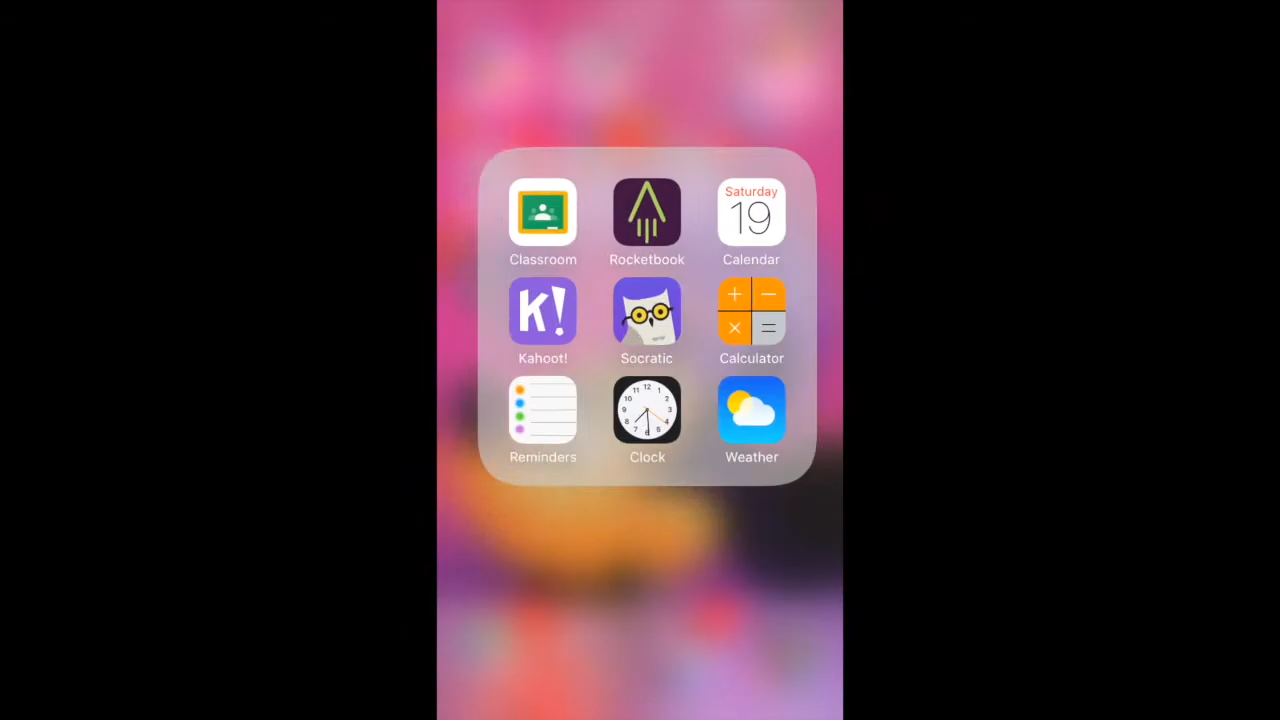 Saturday
19
Classroom Rocketbook Calendar
K!
Kahoot! Socratic Calculator
Reminders Clock Weather